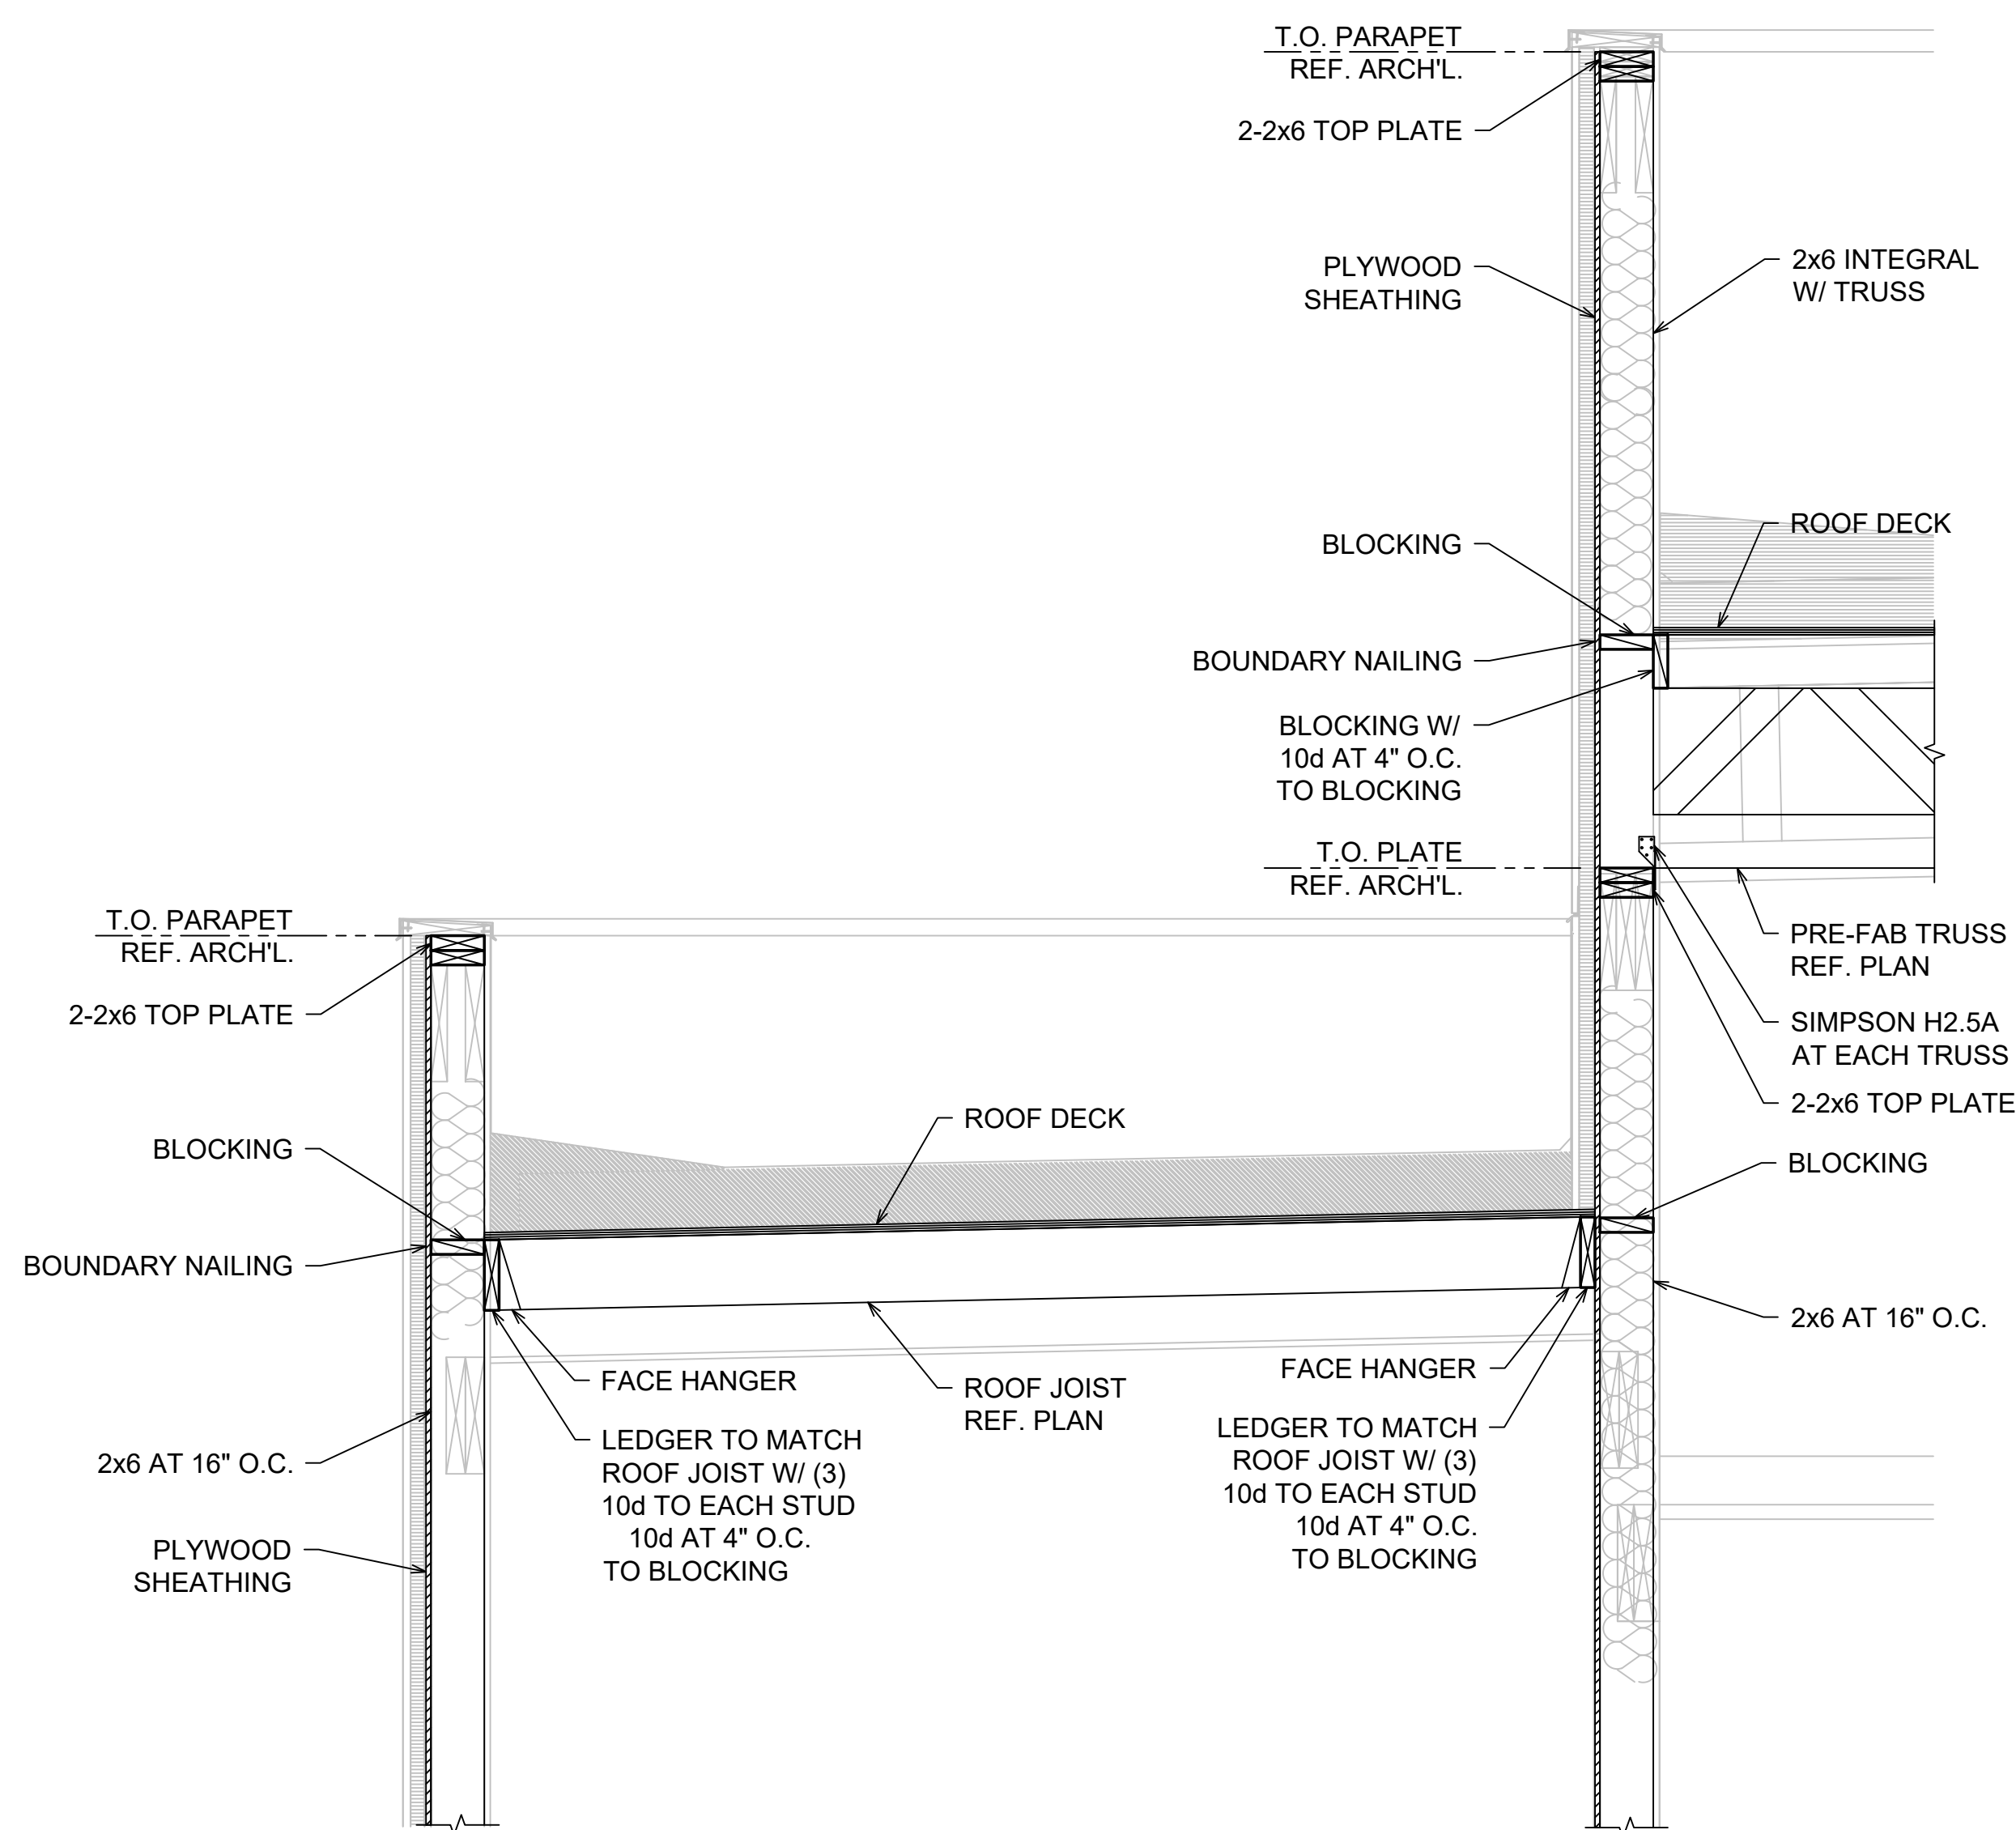 T.O. PARAPET
REF. ARCH'L.
2-2x6 TOP PLATE
PLYWOOD
SHEATHING
2x6 INTEGRAL
W/ TRUSS
BLOCKING
ROOF DECK
BOUNDARY NAILING
BLOCKING W/
10d AT 4" O.C.
TO BLOCKING
T.O. PLATE
REF. ARCH'L.
PRE-FAB TRUSS
REF. PLAN
SIMPSON H2.5A
AT EACH TRUSS
2-2x6 TOP PLATE
BLOCKING
2x6 AT 16" O.C.
T.O. PARAPET
REF. ARCH'L.
2-2x6 TOP PLATE
BLOCKING
BOUNDARY NAILING
2x6 AT 16" O.C.
PLYWOOD
SHEATHING
ROOF DECK
FACE HANGER
LEDGER TO MATCH
ROOF JOIST W/ (3)
10d TO EACH STUD
10d AT 4" O.C.
TO BLOCKING
ROOF JOIST
REF. PLAN
FACE HANGER
LEDGER TO MATCH
ROOF JOIST W/ (3)
10d TO EACH STUD
10d AT 4" O.C.
TO BLOCKING